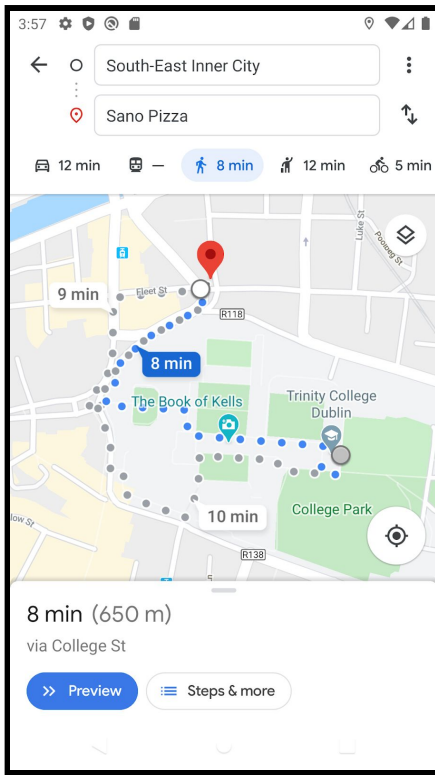 3:57
South-East Inner City
Sano Pizza
12 min
—
8 min
12 min
5 min
Luke St
Poolbeg St
9 min
Fleet St
R118
8 min
The Book of Kells
Trinity College
Dublin
College Park
10 min
low St
R138
8 min (650 m)
via College St
Preview
Steps & more